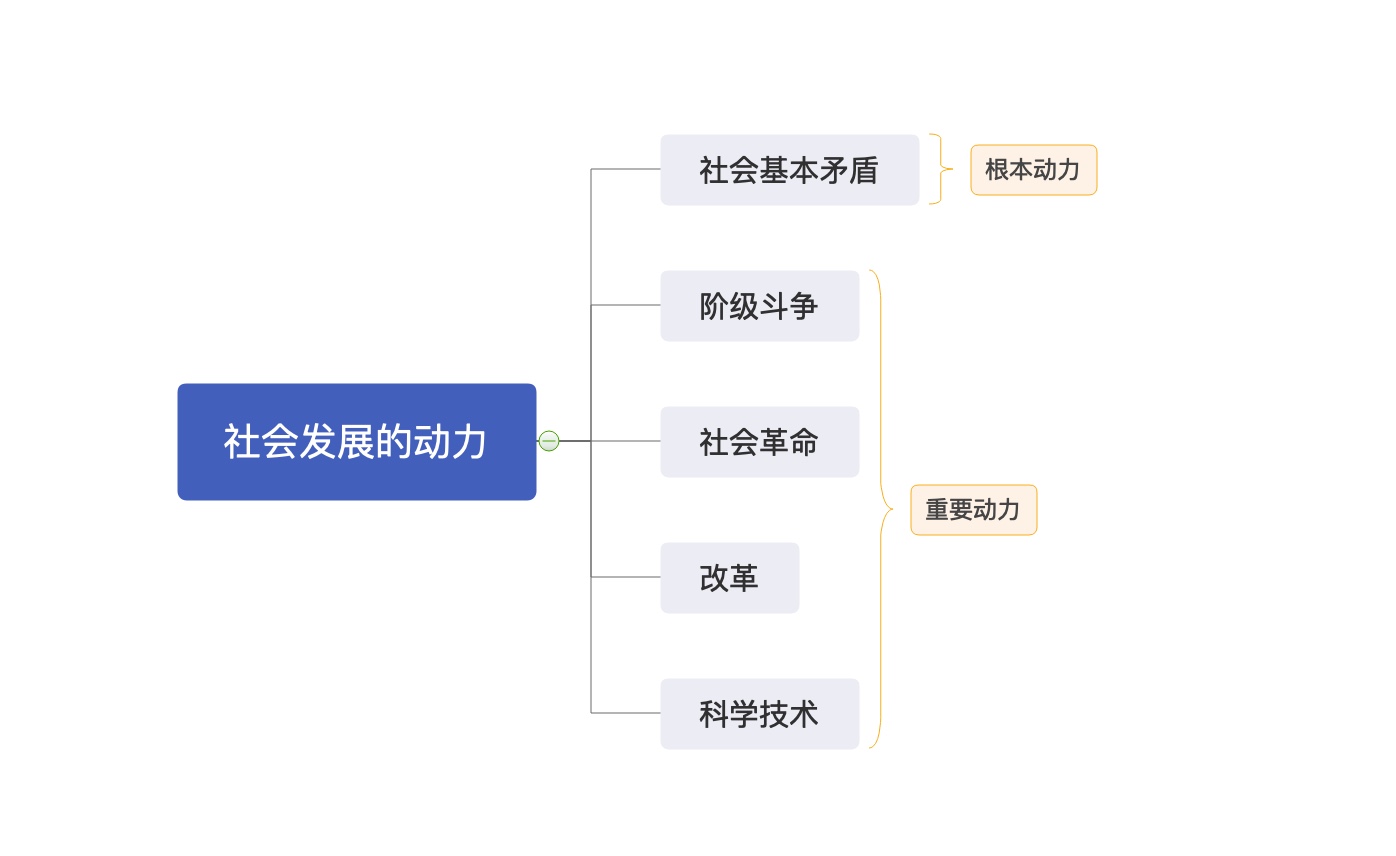 社会发展的动力
社会基本矛盾
根本动力
阶级斗争
社会革命
改革
科学技术
重要动力